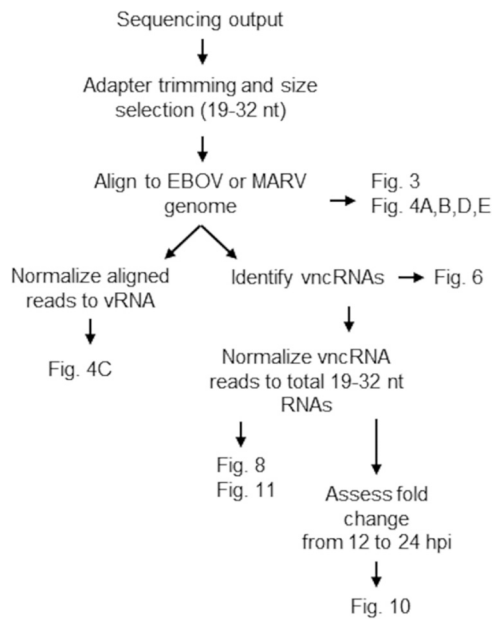 Sequencing output
Adapter trimming and size
selection (19-32 nt)
Align to EBOV or MARV
genome
Fig. 3
Fig. 4A,B,D,E
Normalize aligned
reads to vRNA
Identify vncRNAs
Fig. 6
Fig. 4C
Normalize vncRNA
reads to total 19-32 nt
RNAs
Fig. 8
Fig. 11
Assess fold
change
from 12 to 24 hpi
Fig. 10